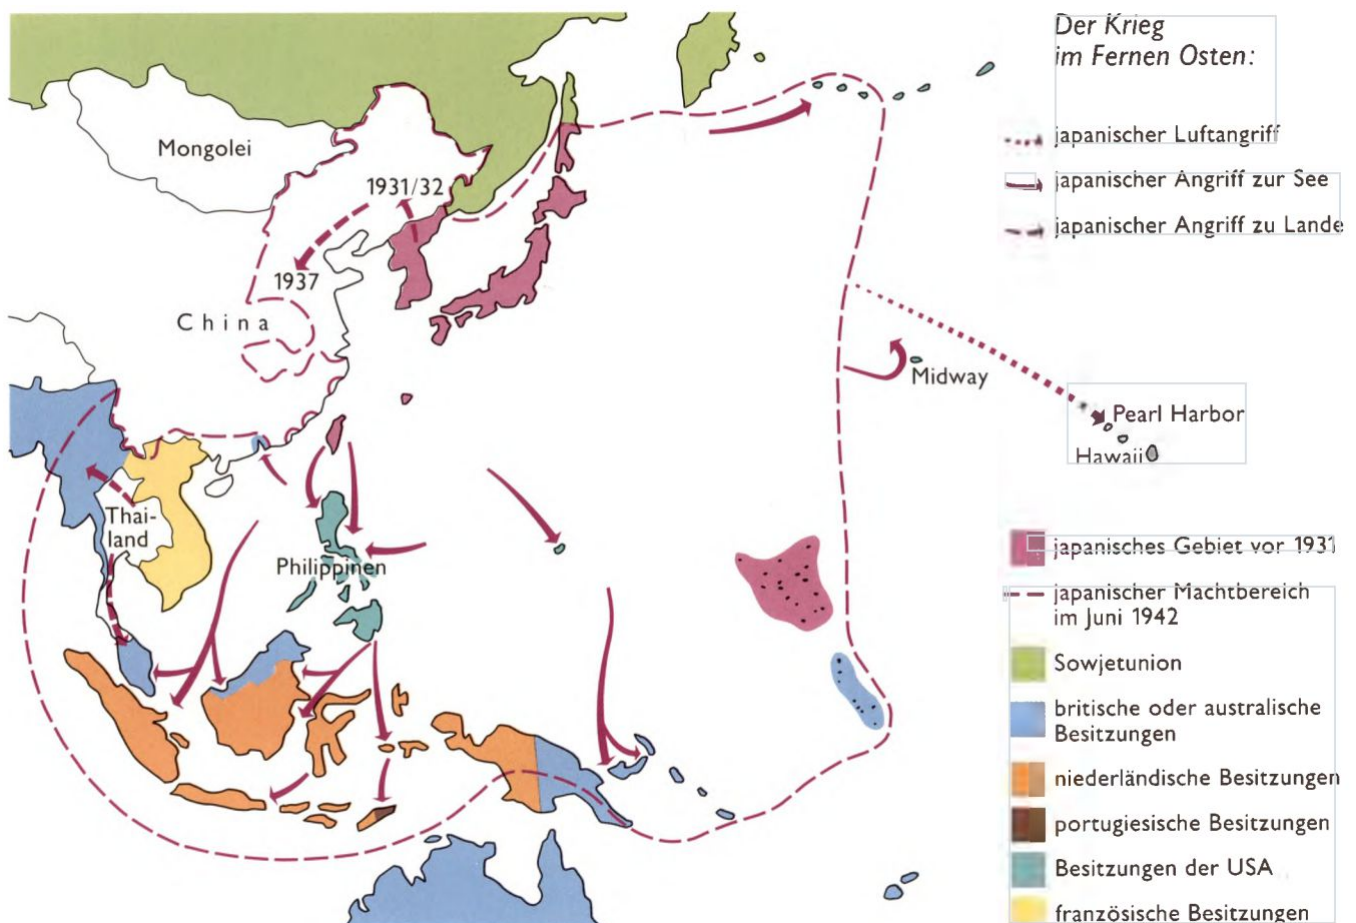 Der Krieg
im Fernen Osten:
japanischer Luftangriff
japanischer Angriff zur See
japanischer Angriff zu Lande
Mongolei
1931/32
1937
China
Midway
Pearl Harbor
Hawaii
Thai-
land
Philippinen
japanisches Gebiet vor 1931
japanischer Machtbereich
im Juni 1942
Sowjetunion
britische oder australische
Besitzungen
niederländische Besitzungen
portugiesische Besitzungen
Besitzungen der USA
französische Besitzungen